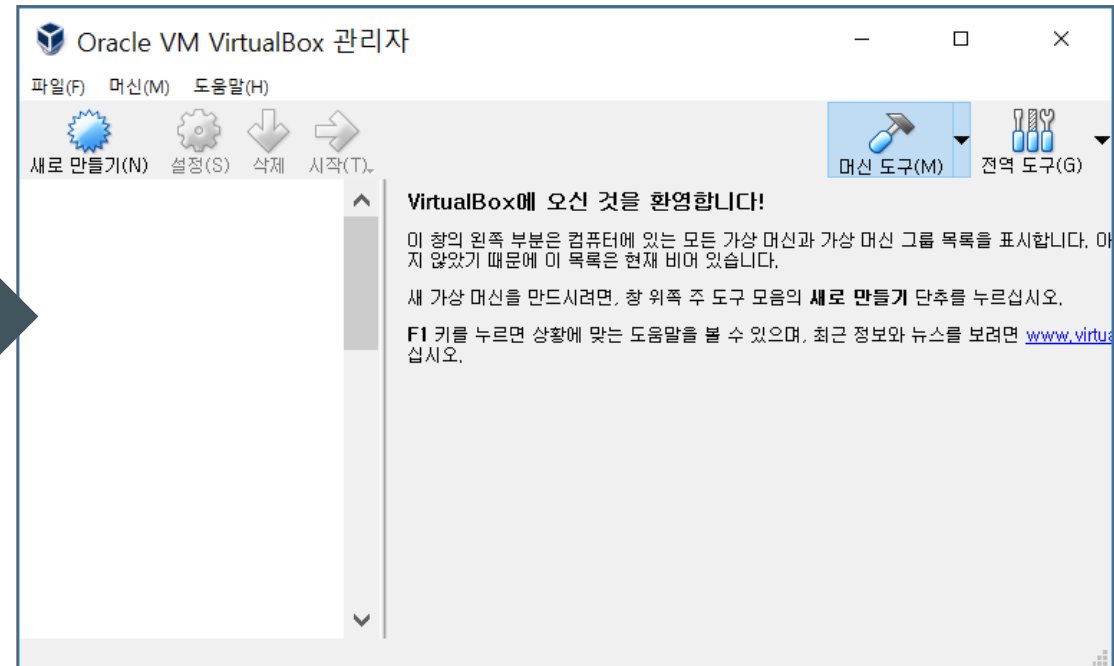 Oracle VM VirtualBox 관리자
파일(F) 머신(M) 도움말(H)
새로 만들기(N) 설정(S) 삭제 시작(T) 머신 도구(M) 전역 도구(G)
VirtualBox에 오신 것을 환영합니다!
이 창의 왼쪽 부분은 컴퓨터에 있는 모든 가상 머신과 가상 머신 그룹 목록을 표시합니다.
지 않았기 때문에 이 목록은 현재 비어 있습니다.
새 가상 머신을 만드시려면, 창 위쪽 주 도구 모음의 새로 만들기 단추를 누르십시오.
F1 키를 누르면 상황에 맞는 도움말을 볼 수 있으며, 최근 정보와 뉴스를 보려면 www.virtua
십시오.